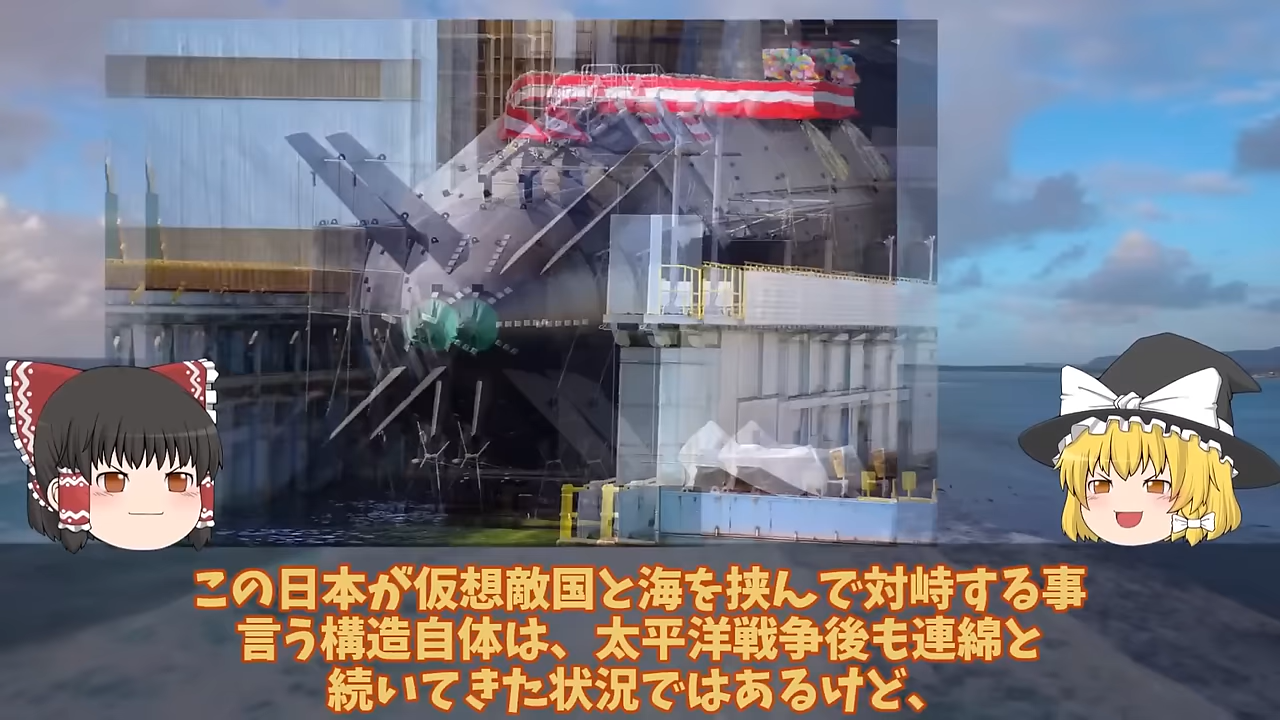 この日本が仮想敵国と海を挟んで対峙する事
言う構造自体は、太平洋戦争後も連綿と
続いてきた状況ではあるけど、